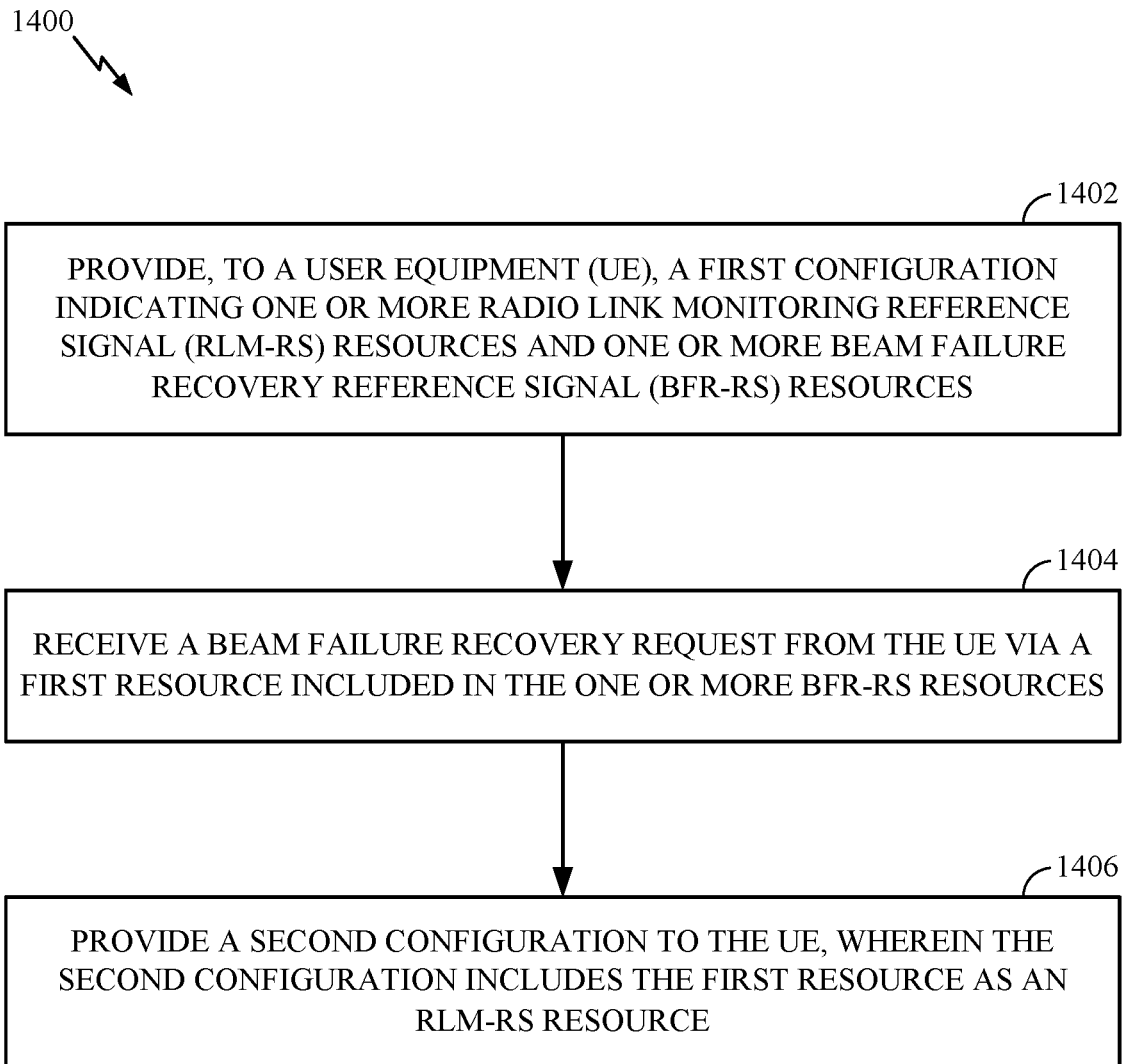 1400
1402
PROVIDE, TO A USER EQUIPMENT (UE), A FIRST CONFIGURATION
INDICATING ONE OR MORE RADIO LINK MONITORING REFERENCE
SIGNAL (RLM-RS) RESOURCES AND ONE OR MORE BEAM FAILURE
RECOVERY REFERENCE SIGNAL (BFR-RS) RESOURCES
1404
RECEIVE A BEAM FAILURE RECOVERY REQUEST FROM THE UE VIA A
FIRST RESOURCE INCLUDED IN THE ONE OR MORE BFR-RS RESOURCES
1406
PROVIDE A SECOND CONFIGURATION TO THE UE, WHEREIN THE
SECOND CONFIGURATION INCLUDES THE FIRST RESOURCE AS AN
RLM-RS RESOURCE